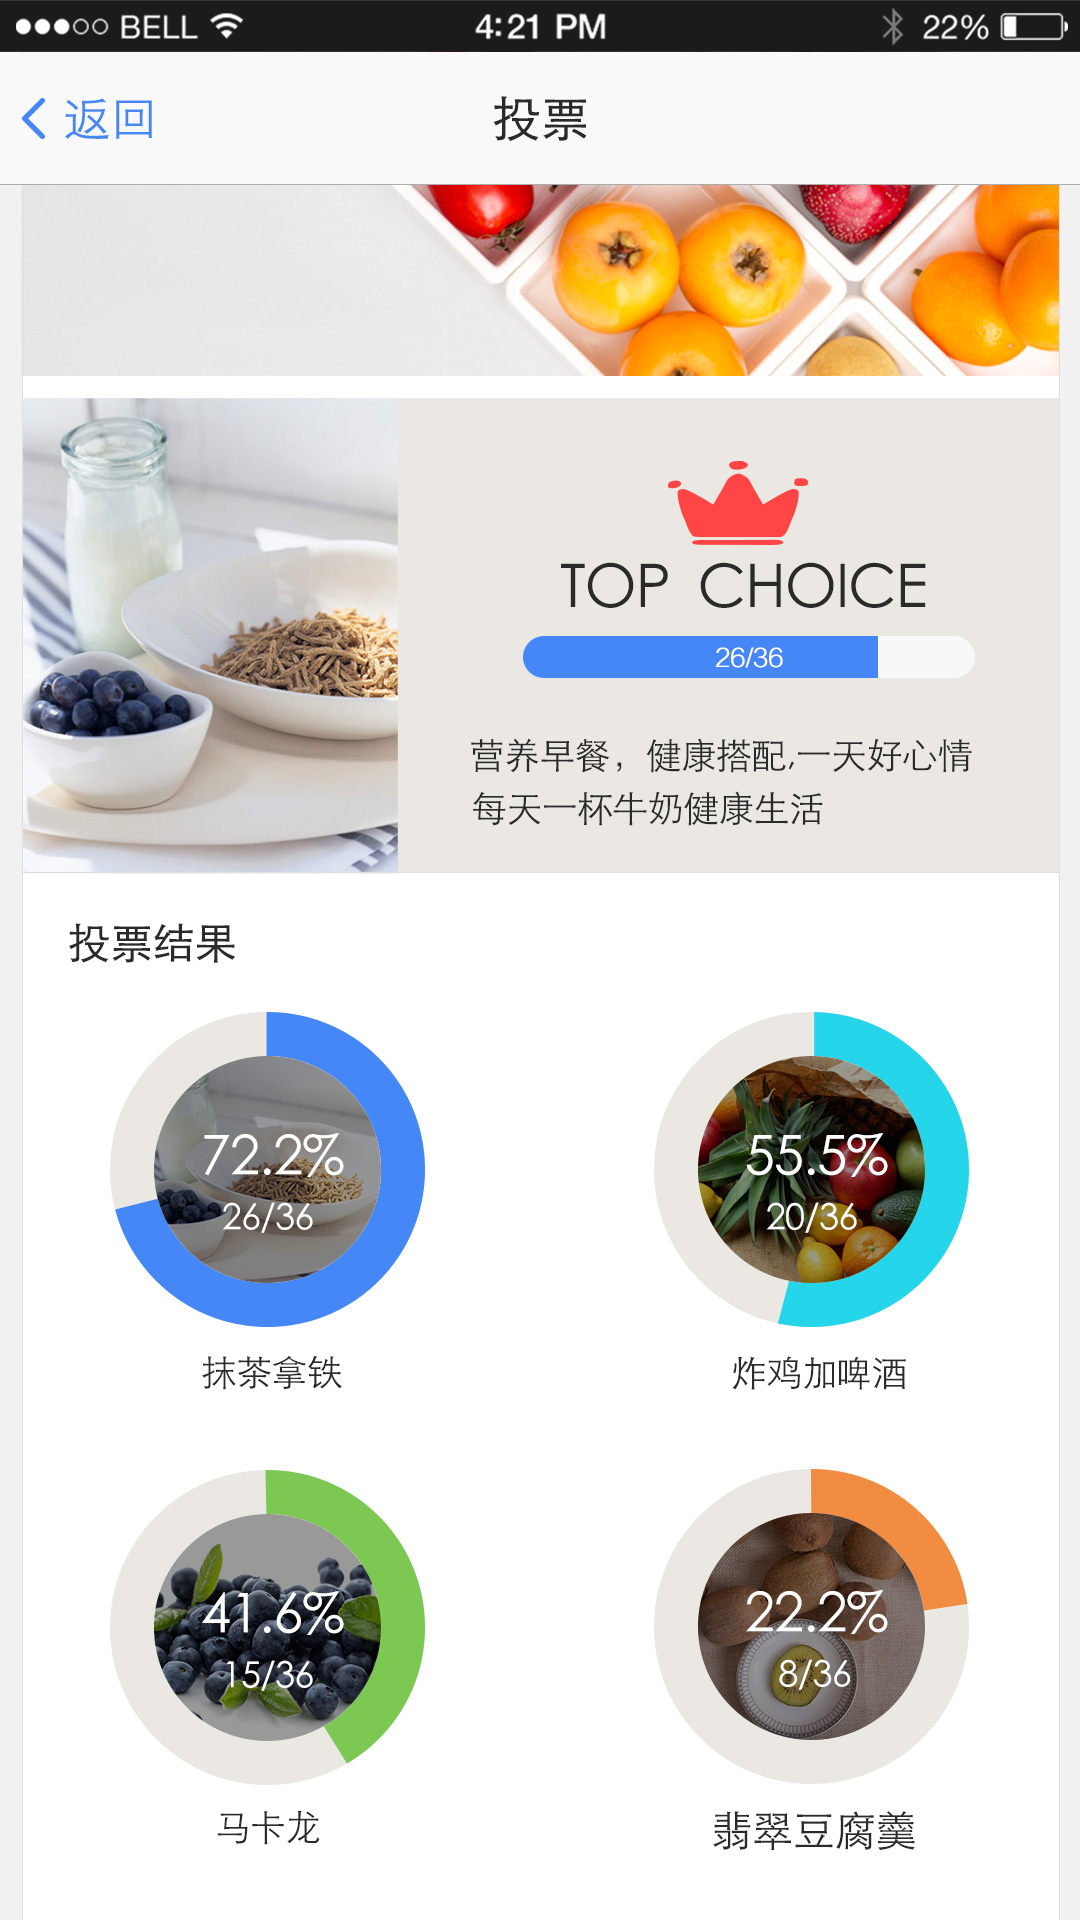 BELL 4:21 PM 22%
返回 投票
TOP CHOICE
26/36
营养早餐，健康搭配,一天好心情
每天一杯牛奶健康生活
投票结果
72.2%
26/36
抹茶拿铁
55.5%
20/36
炸鸡加啤酒
41.6%
15/36
马卡龙
22.2%
8/36
翡翠豆腐羹